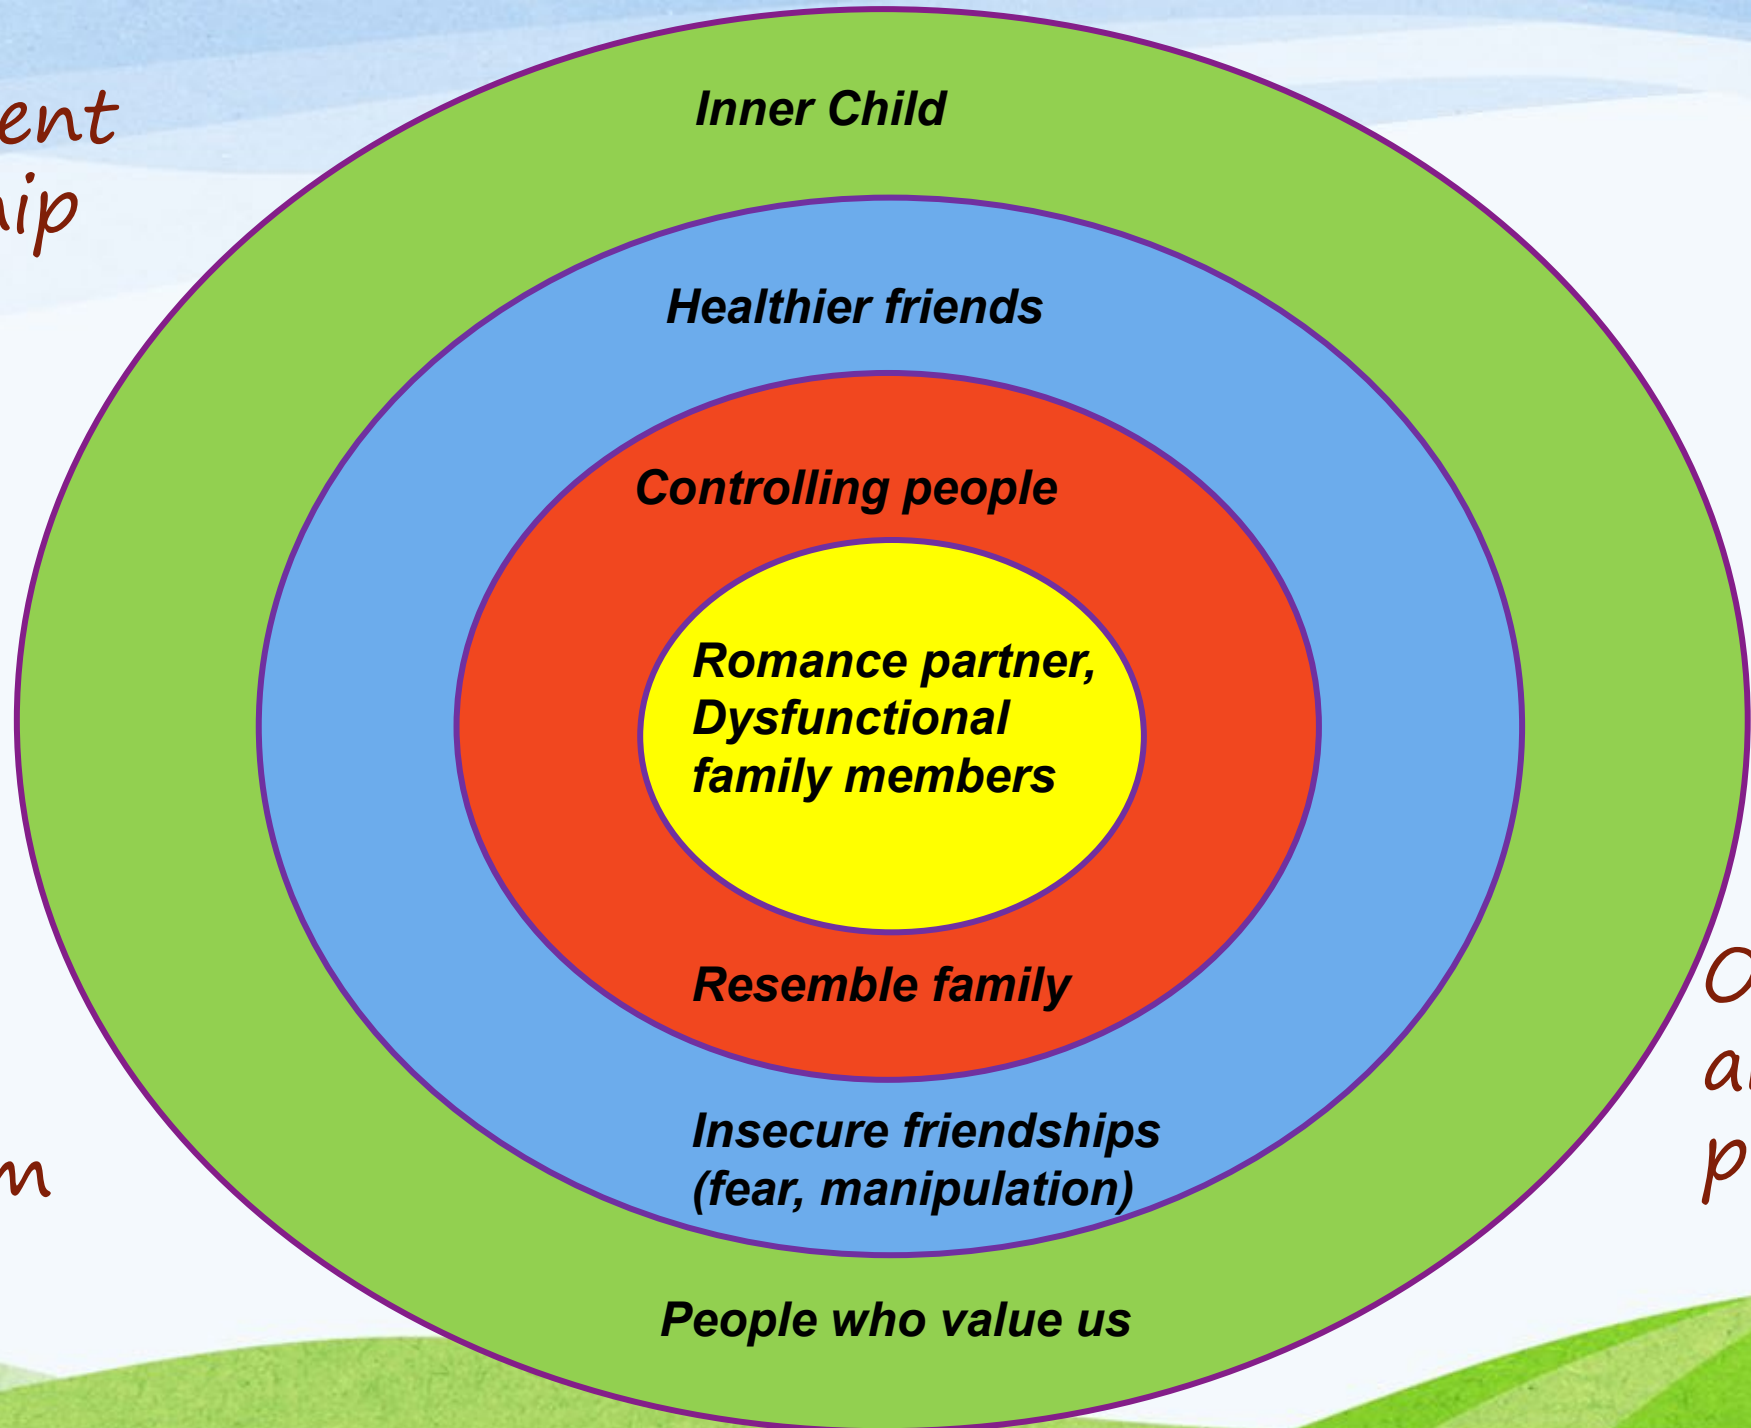 Inner Child
Healthier friends
Controlling people
Romance partner,
Dysfunctional
family members
Resemble family
Insecure friendships
(fear, manipulation)
People who value us